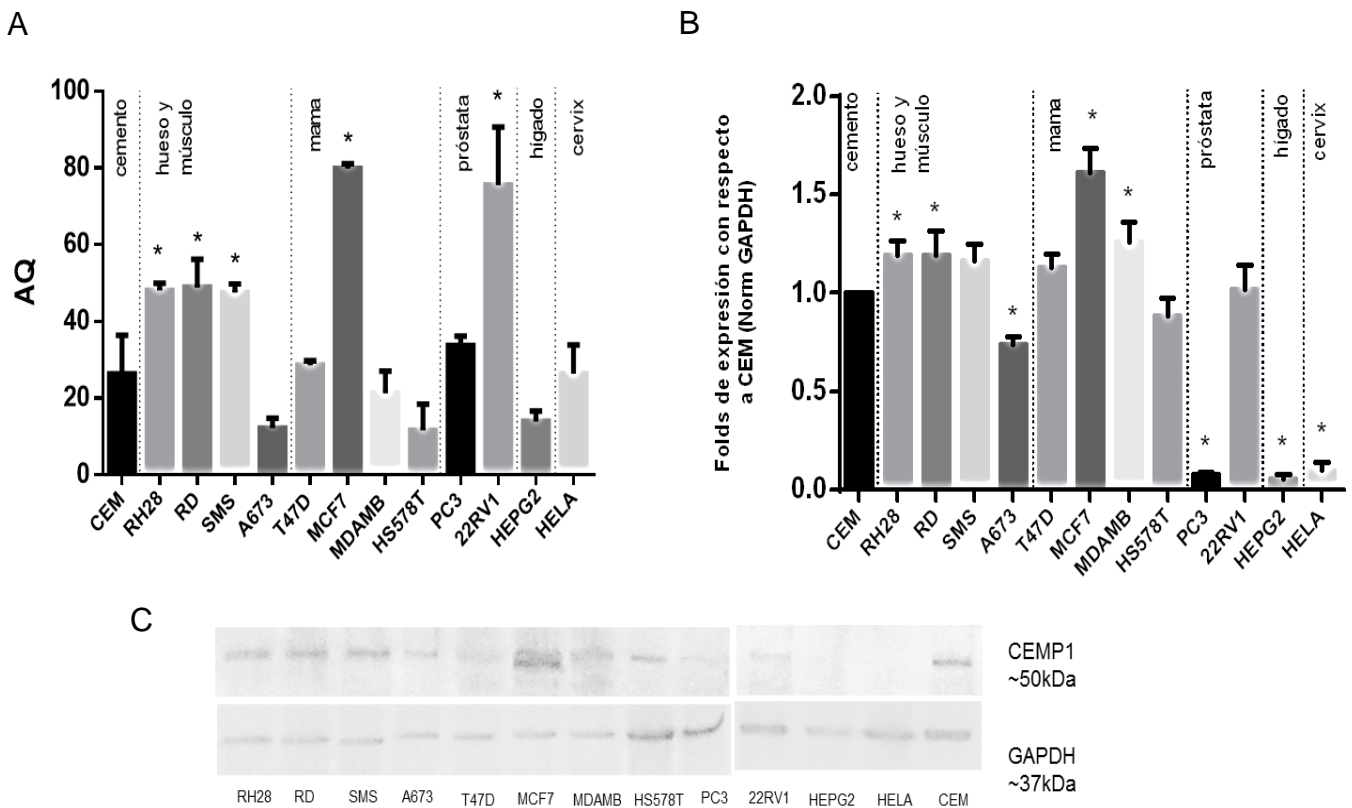 A
100
80
60
40
20
0
AQ
cemento
hueso y
músculo
mama
próstata
hígado
cervix
*
*
*
*
*
CEM
RH28
RD
SMS
A673
T47D
MCF7
MDAMB
HS578T
PC3
22RV1
HEPG2
HELA
B
2.0
1.5
1.0
0.5
0.0
Folds de expresión con respecto
a CEM (Norm GAPDH)
cemento
hueso y
músculo
mama
próstata
hígado
cervix
*
*
*
*
*
*
*
*
CEM
RH28
RD
SMS
A673
T47D
MCF7
MDAMB
HS578T
PC3
22RV1
HEPG2
HELA
C
CEMP1
~50kDa
GAPDH
~37kDa
RH28 RD SMS A673 T47D MCF7 MDAMB HS578T PC3 22RV1 HEPG2 HELA CEM